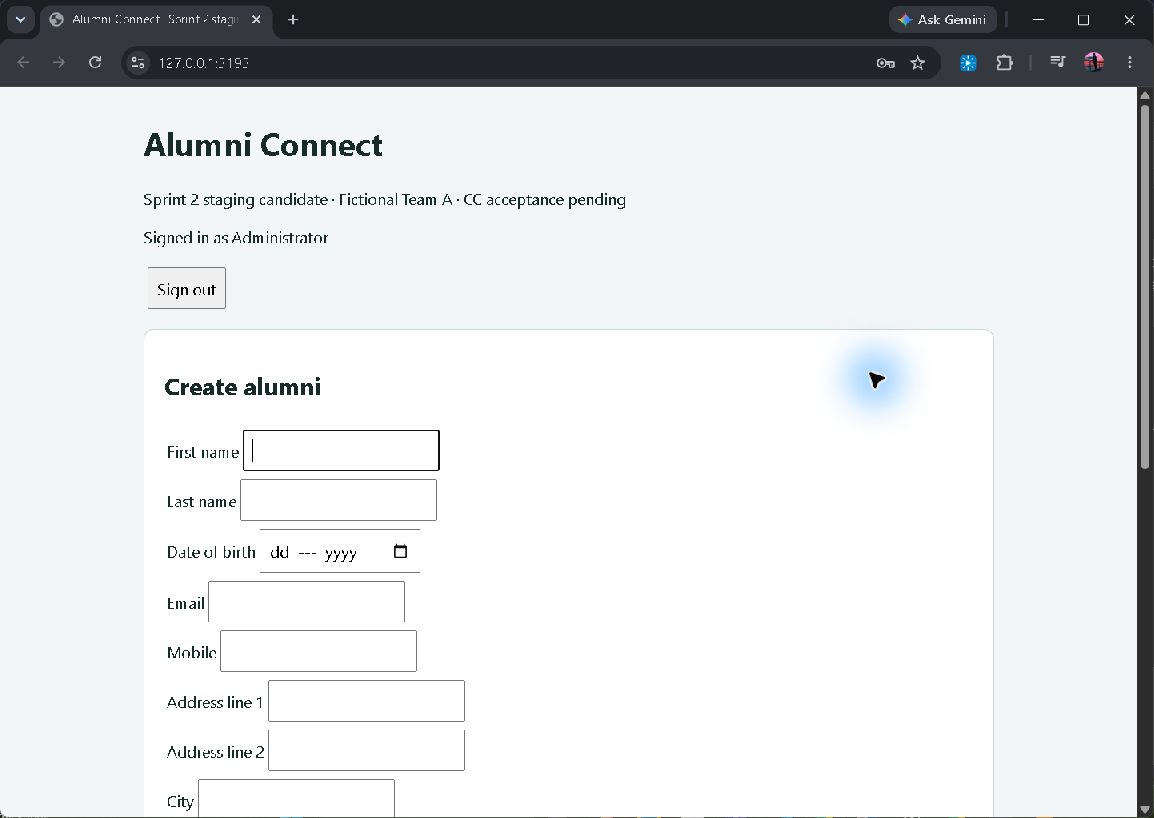 Alumni Connect · Sprint 2 stagi
Ask Gemini
127.0.0.1:5193
Alumni Connect
Sprint 2 staging candidate · Fictional Team A · CC acceptance pending
Signed in as Administrator
Sign out
Create alumni
First name
Last name
Date of birth dd --- yyyy
Email
Mobile
Address line 1
Address line 2
City